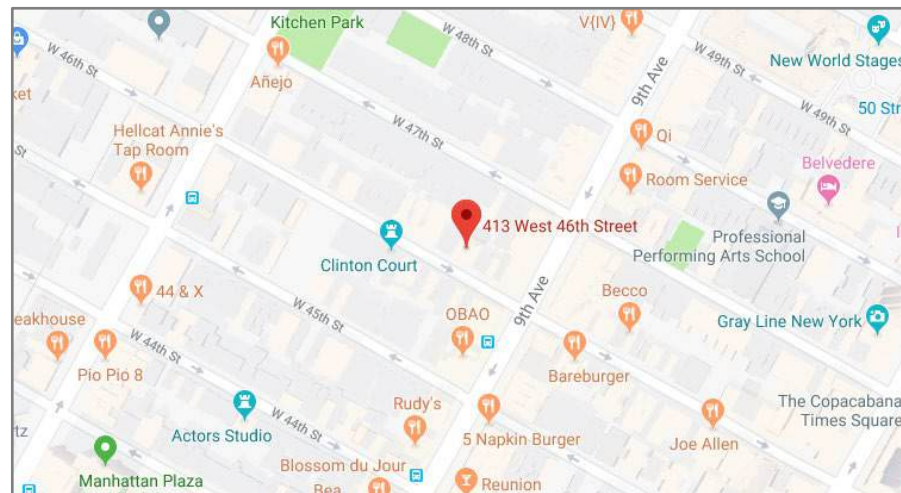 Kitchen Park
V{IV}
W 48th St
W 46th St
9th Ave
W 49th St
New World Stages
Añejo
ket
50 Str
W 47th St
W 49th St
Hellcat Annie's
Tap Room
Qi
Belvedere
St
Room Service
413 West 46th Street
Professional
Performing Arts School
Clinton Court
44 & X
Becco
9th Ave
OBAO
W 45th St
Gray Line New York
eakhouse
W 44th St
Pio Pio 8
Bareburger
The Copacabana
Times Square
Rudy's
W 44th St
tz
Actors Studio
5 Napkin Burger
Joe Allen
Blossom du Jour
Manhattan Plaza
Reunion